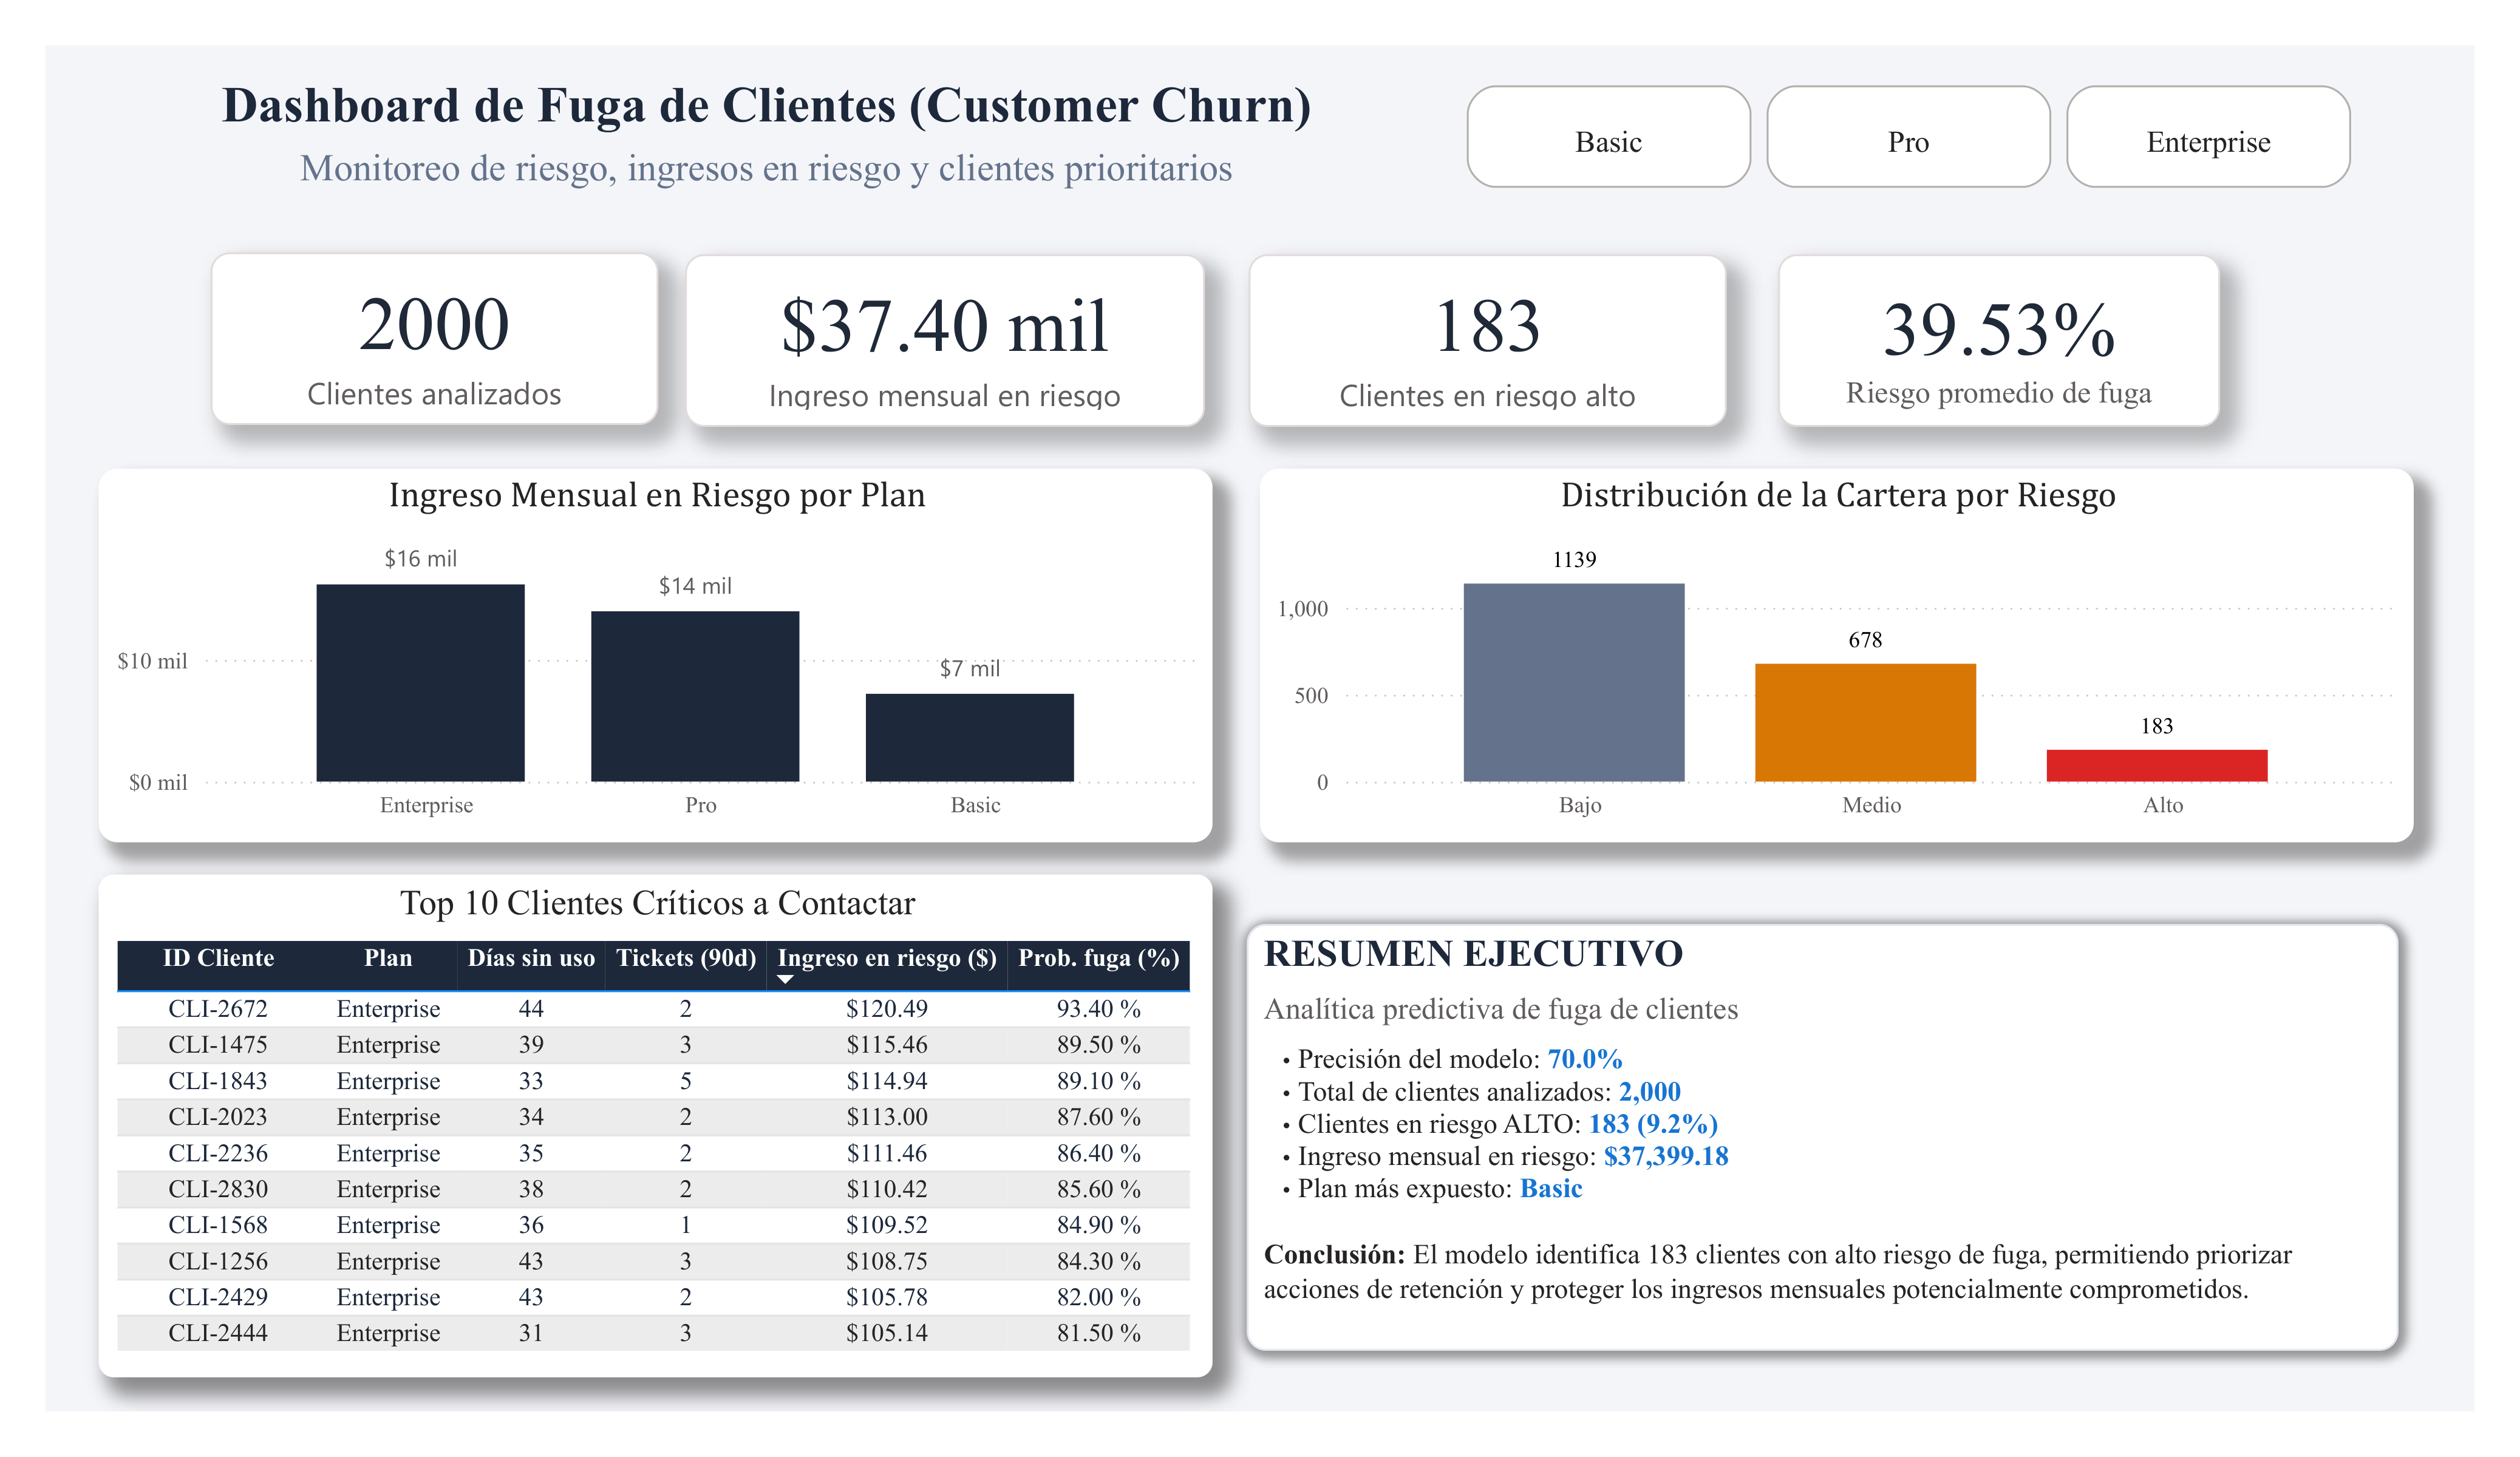 Dashboard de Fuga de Clientes (Customer Churn)
Monitoreo de riesgo, ingresos en riesgo y clientes prioritarios
Basic
Pro
Enterprise
2000
Clientes analizados
$37.40 mil
Ingreso mensual en riesgo
183
Clientes en riesgo alto
39.53%
Riesgo promedio de fuga
Ingreso Mensual en Riesgo por Plan
$16 mil
$14 mil
$10 mil
$7 mil
$0 mil
Enterprise
Pro
Basic
Distribución de la Cartera por Riesgo
1139
1,000
678
500
183
0
Bajo
Medio
Alto
Top 10 Clientes Críticos a Contactar
ID Cliente Plan Días sin uso Tickets (90d) Ingreso en riesgo ($) Prob. fuga (%)
CLI-2672 Enterprise 44 2 $120.49 93.40 %
CLI-1475 Enterprise 39 3 $115.46 89.50 %
CLI-1843 Enterprise 33 5 $114.94 89.10 %
CLI-2023 Enterprise 34 2 $113.00 87.60 %
CLI-2236 Enterprise 35 2 $111.46 86.40 %
CLI-2830 Enterprise 38 2 $110.42 85.60 %
CLI-1568 Enterprise 36 1 $109.52 84.90 %
CLI-1256 Enterprise 43 3 $108.75 84.30 %
CLI-2429 Enterprise 43 2 $105.78 82.00 %
CLI-2444 Enterprise 31 3 $105.14 81.50 %
RESUMEN EJECUTIVO
Analítica predictiva de fuga de clientes
• Precisión del modelo: 70.0%
• Total de clientes analizados: 2,000
• Clientes en riesgo ALTO: 183 (9.2%)
• Ingreso mensual en riesgo: $37,399.18
• Plan más expuesto: Basic
Conclusión: El modelo identifica 183 clientes con alto riesgo de fuga, permitiendo priorizar
acciones de retención y proteger los ingresos mensuales potencialmente comprometidos.